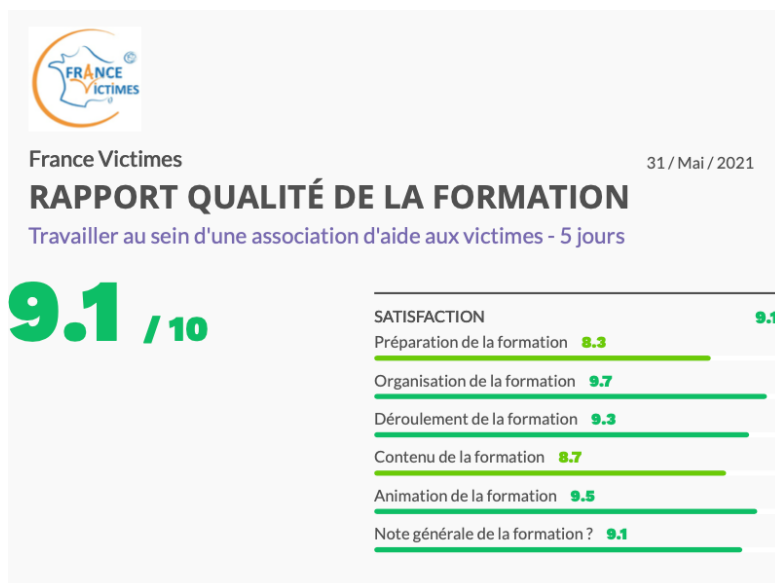 FRANCE
VICTIMES
France Victimes
31 / Mai / 2021
RAPPORT QUALITÉ DE LA FORMATION
Travailler au sein d'une association d'aide aux victimes - 5 jours
9.1 / 10
SATISFACTION 9.1
Préparation de la formation 8.3
Organisation de la formation 9.7
Déroulement de la formation 9.3
Contenu de la formation 8.7
Animation de la formation 9.5
Note générale de la formation ? 9.1